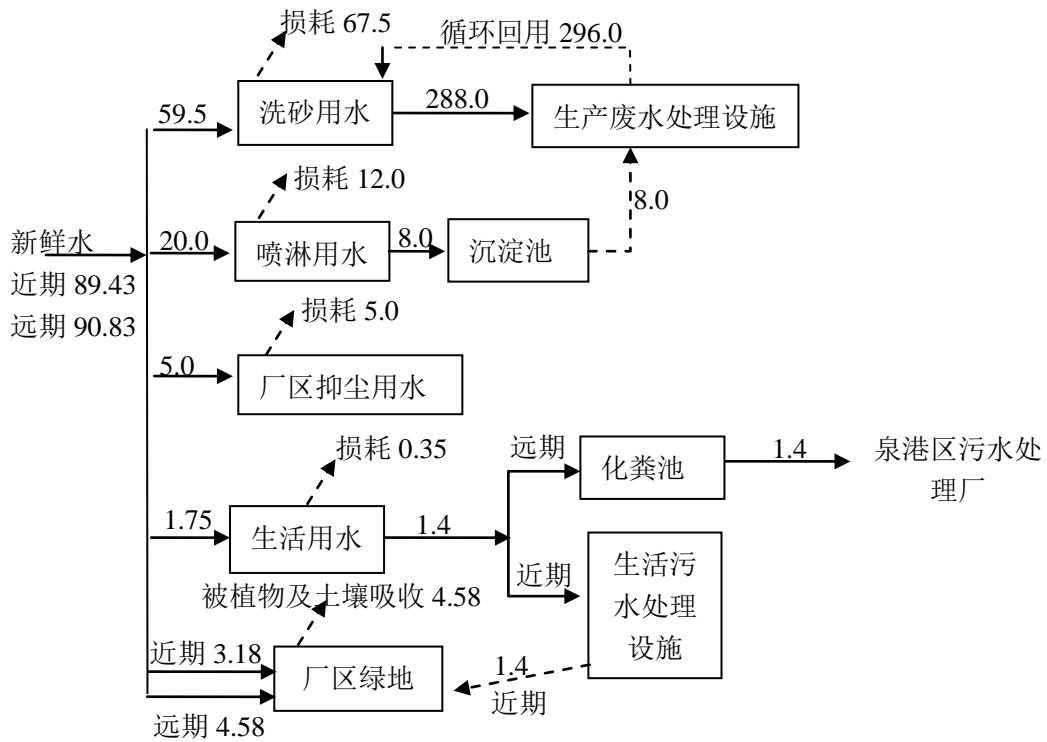 损耗 67.5
循环回用 296.0
59.5
洗砂用水
288.0
生产废水处理设施
损耗 12.0
8.0
新鲜水
近期 89.43
远期 90.83
20.0
喷淋用水
8.0
沉淀池
损耗 5.0
5.0
厂区抑尘用水
损耗 0.35
远期
化粪池
1.4
泉港区污水处
理厂
1.75
生活用水
1.4
近期
生活污
水处理
设施
被植物及土壤吸收 4.58
近期 3.18
厂区绿地
1.4
近期
远期 4.58